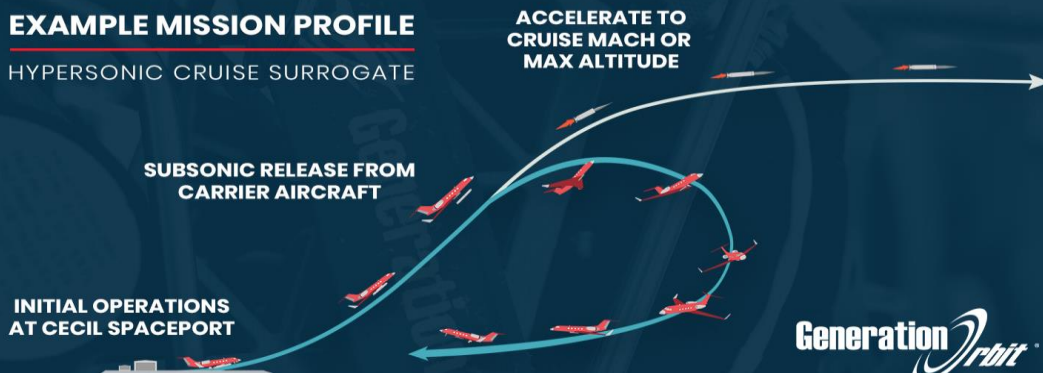 EXAMPLE MISSION PROFILE
HYPERSONIC CRUISE SURROGATE
ACCELERATE TO
CRUISE MACH OR
MAX ALTITUDE
SUBSONIC RELEASE FROM
CARRIER AIRCRAFT
INITIAL OPERATIONS
AT CECIL SPACEPORT
Generation Orbit
Generation